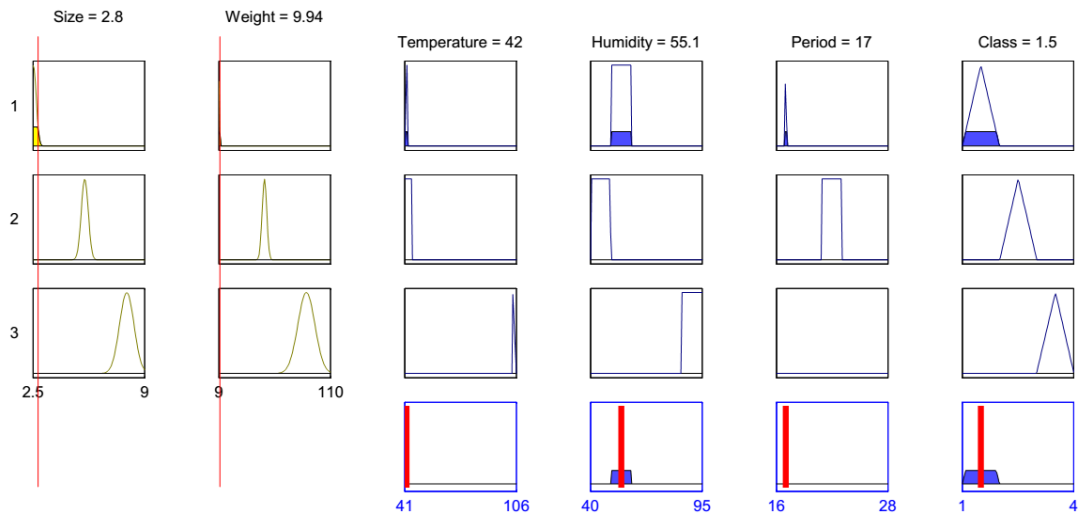 Size = 2.8
Weight = 9.94
Temperature = 42
Humidity = 55.1
Period = 17
Class = 1.5
1
2
3
2.5 9
9 110
41 106
40 95
16 28
1 4